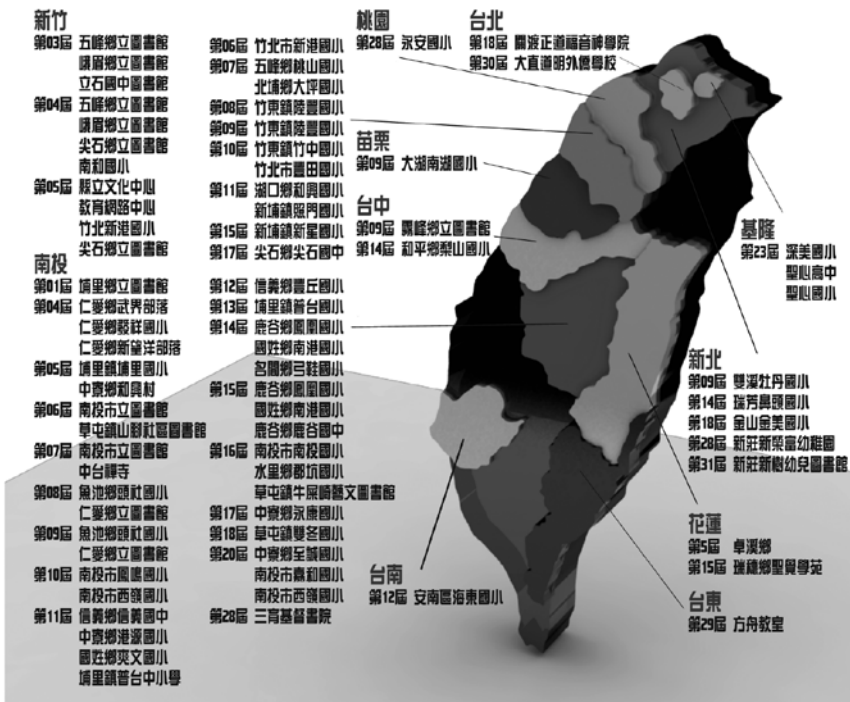 新竹
第03屆 五峰鄉立圖書館
峨眉鄉立圖書館
立石國中圖書館
第04屆 五峰鄉立圖書館
峨眉鄉立圖書館
尖石鄉立圖書館
南和國小
第05屆 縣立文化中心
教育網路中心
竹北新港國小
尖石鄉立圖書館
第06屆 竹北市新港國小
第07屆 五峰鄉桃山國小
北埔鄉大坪國小
第08屆 竹東鎮陸豐國小
第09屆 竹東鎮陸豐國小
第10屆 竹東鎮竹中國小
竹北市豐田國小
第11屆 湖口鄉和興國小
新埔鎮照門國小
第15屆 新埔鎮新星國小
第17屆 尖石鄉尖石國中
南投
第01屆 埔里鄉立圖書館
第04屆 仁愛鄉武界部落
仁愛鄉發祥國小
仁愛鄉新望洋部落
第05屆 埔里鎮埔里國小
中寮鄉和興村
第06屆 南投市立圖書館
草屯鎮山腳社區圖書館
第07屆 南投市立圖書館
中台禪寺
第08屆 魚池鄉頭社國小
仁愛鄉立圖書館
第09屆 魚池鄉頭社國小
仁愛鄉立圖書館
第10屆 南投市鳳鳴國小
南投市西嶺國小
第11屆 信義鄉信義國中
中寮鄉港源國小
國姓鄉爽文國小
埔里鎮普台中小學
第12屆 信義鄉豐丘國小
第13屆 埔里鎮普台國小
第14屆 鹿谷鄉鳳凰國小
國姓鄉南港國小
名間鄉弓鞋國小
第15屆 鹿谷鄉鳳凰國小
國姓鄉南港國小
鹿谷鄉鹿谷國中
第16屆 南投市南投國小
水里鄉郡坑國小
草屯鎮牛屎崎藝文圖書館
第17屆 中寮鄉永康國小
第18屆 草屯鎮雙冬國小
第20屆 中寮鄉至誠國小
南投市嘉和國小
南投市西嶺國小
第28屆 三育基督書院
桃園
第28屆 永安國小
台北
第18屆 關渡正道福音神學院
第30屆 大直道明外僑學校
苗栗
第09屆 大湖南湖國小
台中
第09屆 霧峰鄉立圖書館
第14屆 和平鄉梨山國小
基隆
第23屆 深美國小
聖心高中
聖心國小
新北
第09屆 雙溪牡丹國小
第14屆 瑞芳鼻頭國小
第18屆 金山金美國小
第28屆 新莊新榮富幼稚園
第31屆 新莊新樹幼兒圖書館
花蓮
第5屆 卓溪鄉
第15屆 瑞穗鄉聖覺學苑
台南
第12屆 安南區海東國小
台東
第29屆 方舟教室